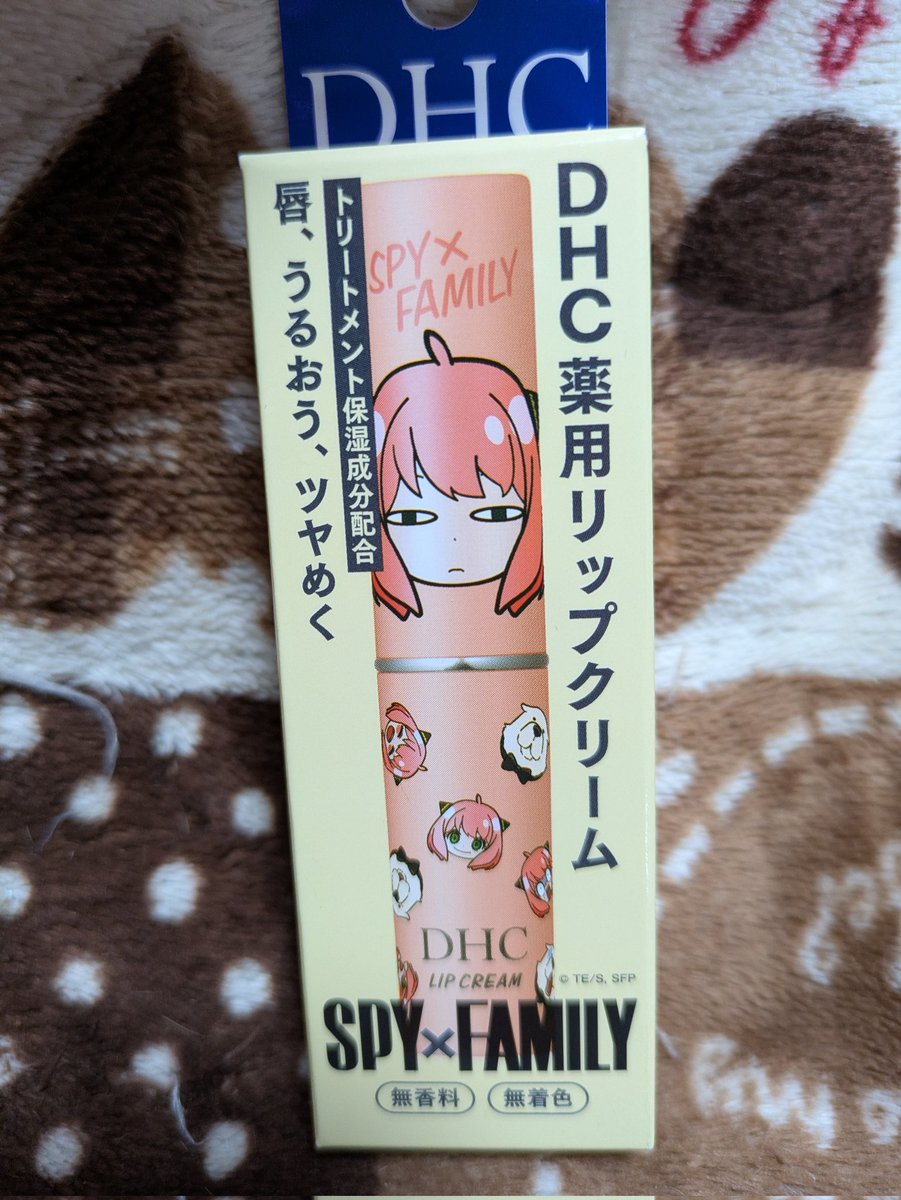 DHC
DHC薬用リップクリーム
トリートメント保湿成分配合
唇、うるおう、ツヤめく
SPY×
FAMILY
DHC
LIP CREAM
© TE/S, SFP
SPY×FAMILY
無香料
無着色